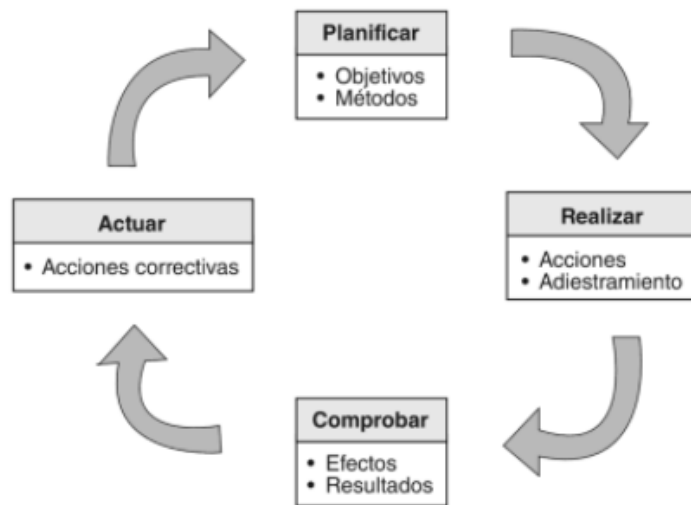 Planificar
• Objetivos
• Métodos
Realizar
• Acciones
• Adiestramiento
Comprobar
• Efectos
• Resultados
Actuar
• Acciones correctivas